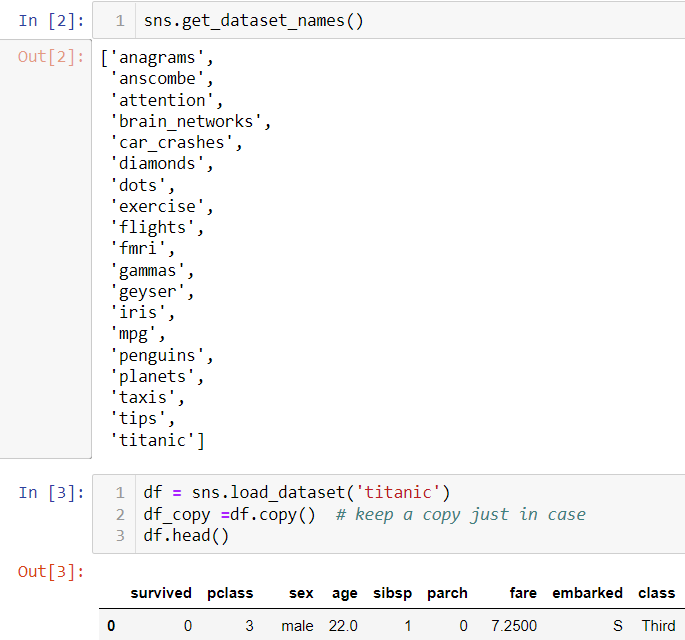 In [2]: 1 sns.get_dataset_names()
Out[2]: ['anagrams',
'anscombe',
'attention',
'brain_networks',
'car_crashes',
'diamonds',
'dots',
'exercise',
'flights',
'fmri',
'gammas',
'geyser',
'iris',
'mpg',
'penguins',
'planets',
'taxis',
'tips',
'titanic']
In [3]: 1 df = sns.load_dataset('titanic')
2 df_copy =df.copy()  # keep a copy just in case
3 df.head()
Out[3]:
survived pclass sex age sibsp parch fare embarked class
0 0 3 male 22.0 1 0 7.2500 S Third